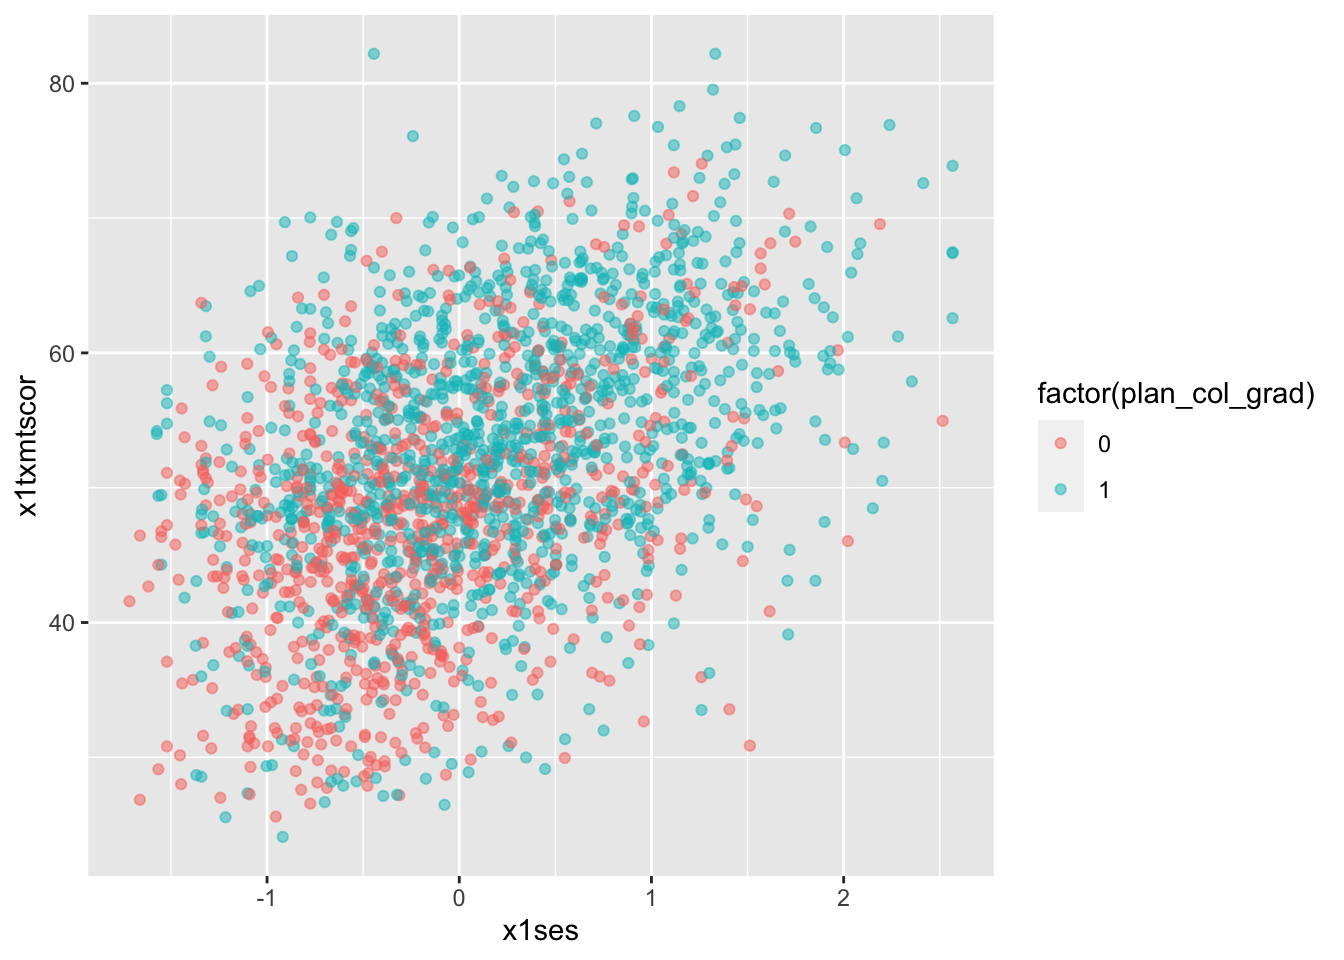 80
60
40
x1txmtscor
-1 0 1 2
x1ses
factor(plan_col_grad)
0
1